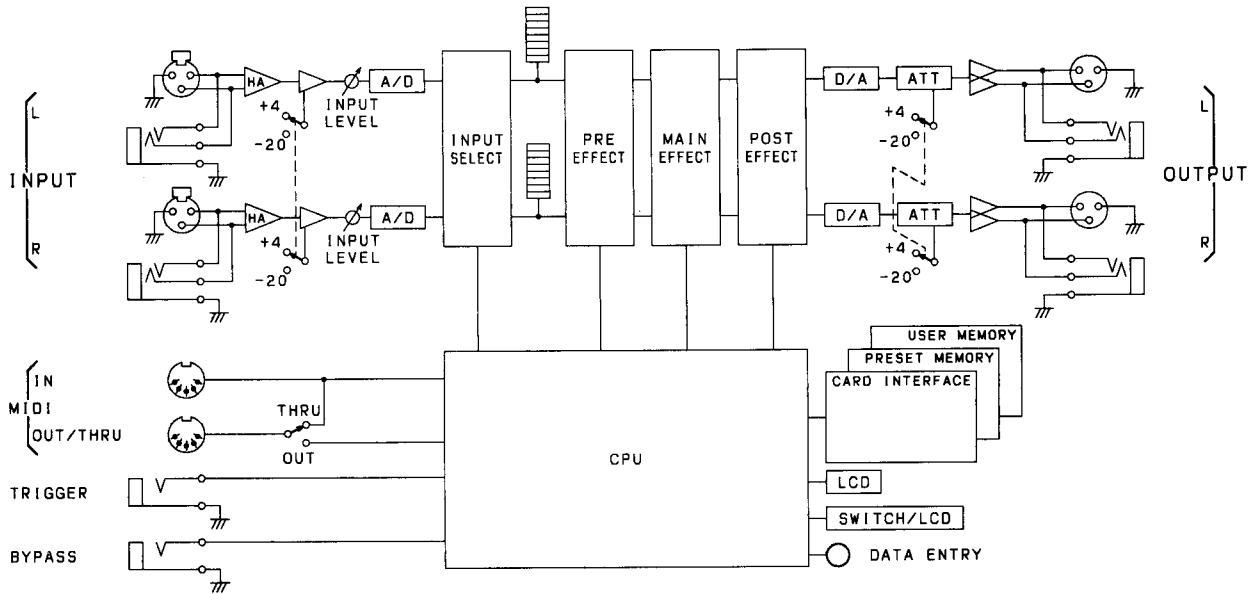 INPUT
L
R
HA
+4
-20
INPUT
LEVEL
A/D
HA
+4
-20
INPUT
LEVEL
A/D
INPUT
SELECT
PRE
EFFECT
MAIN
EFFECT
POST
EFFECT
D/A
ATT
+4
-20
D/A
ATT
+4
-20
L
OUTPUT
R
MIDI
IN
OUT/THRU
THRU
OUT
TRIGGER
BYPASS
CPU
USER MEMORY
PRESET MEMORY
CARD INTERFACE
LCD
SWITCH/LCD
DATA ENTRY